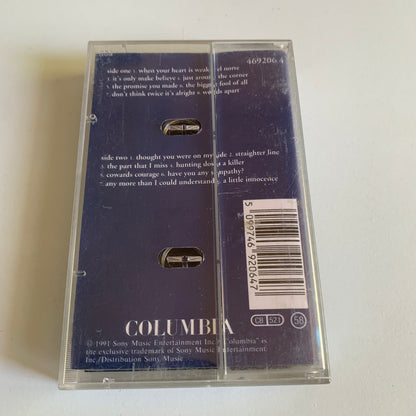 469206 4
side one 1. when your heart is weak 2. el norte
3. it's only make believe 4. just around the corner
5. the promise you made 6. the biggest fool of all
7. don't think twice it's alright 8. worlds apart
side two 1. thought you were on my side 2. straighter line
3. the part that I miss 4. hunting down a killer
5. cowards courage 6. have you any sympathy?
7. any more than I could understand 8. a little innocence
5 099746 920647
CB 521
58
COLUMBIA
© 1991 Sony Music Entertainment Inc./"Columbia" is
the exclusive trademark of Sony Music Entertainment
Inc./Distribution Sony Music